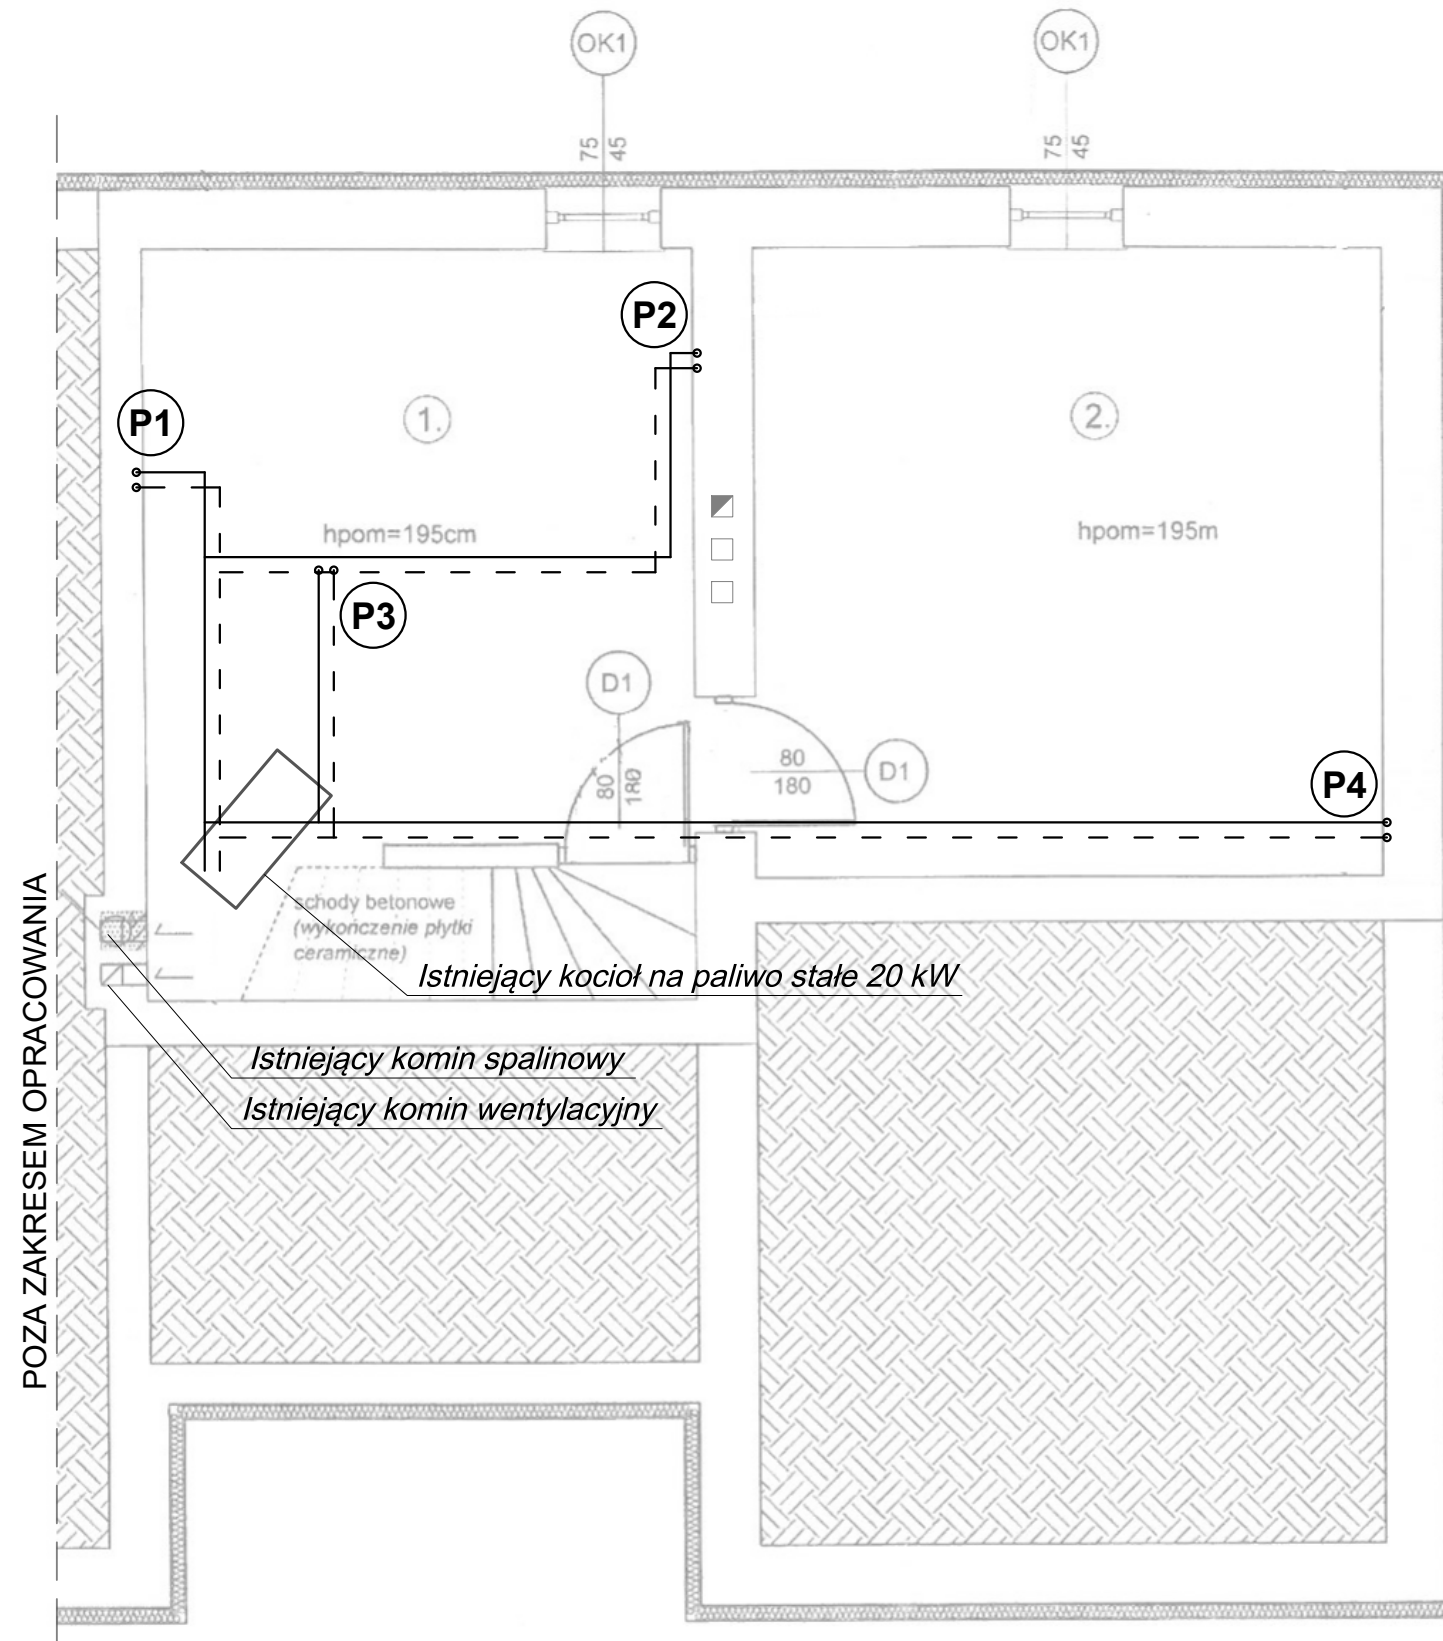 OK1
OK1
75
45
75
45
P2
P1
1.
2.
hpom=195cm
hpom=195m
P3
D1
80
180
80
180
D1
P4
schody betonowe
(wykończenie płytki
ceramiczne)
Istniejący kocioł na paliwo stałe 20 kW
Istniejący komin spalinowy
Istniejący komin wentylacyjny
POZA ZAKRESEM OPRACOWANIA